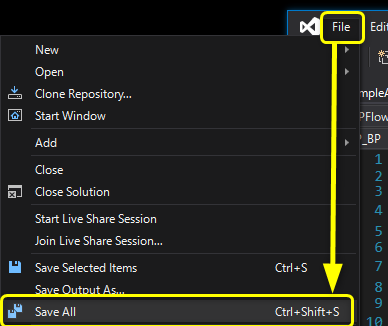 File Edi
New
Open
Clone Repository...
Start Window
Add
Close
Close Solution
Start Live Share Session
Join Live Share Session...
Save Selected Items Ctrl+S
Save Output As...
Save All Ctrl+Shift+S
mpleA
PFlow
_BP
1
2
3
4
5
6
7
8
9
10